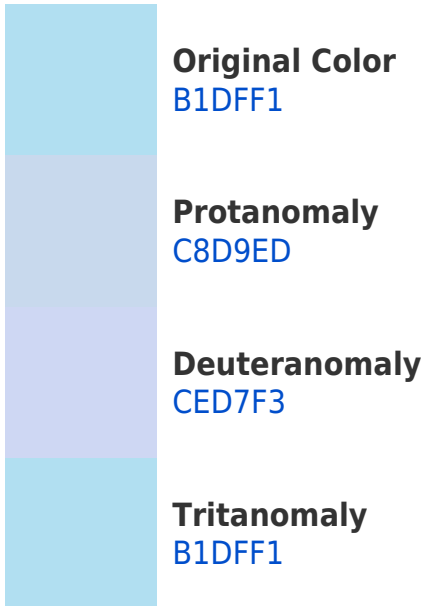 Original Color
B1DFF1
Protanomaly
C8D9ED
Deuteranomaly
CED7F3
Tritanomaly
B1DFF1